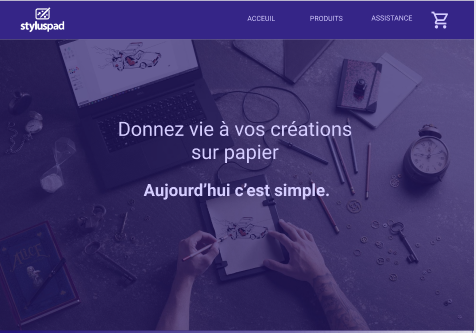 styluspad
ACCEUIL
PRODUITS
ASSISTANCE
Donnez vie à vos créations
sur papier
Aujourd’hui c’est simple.